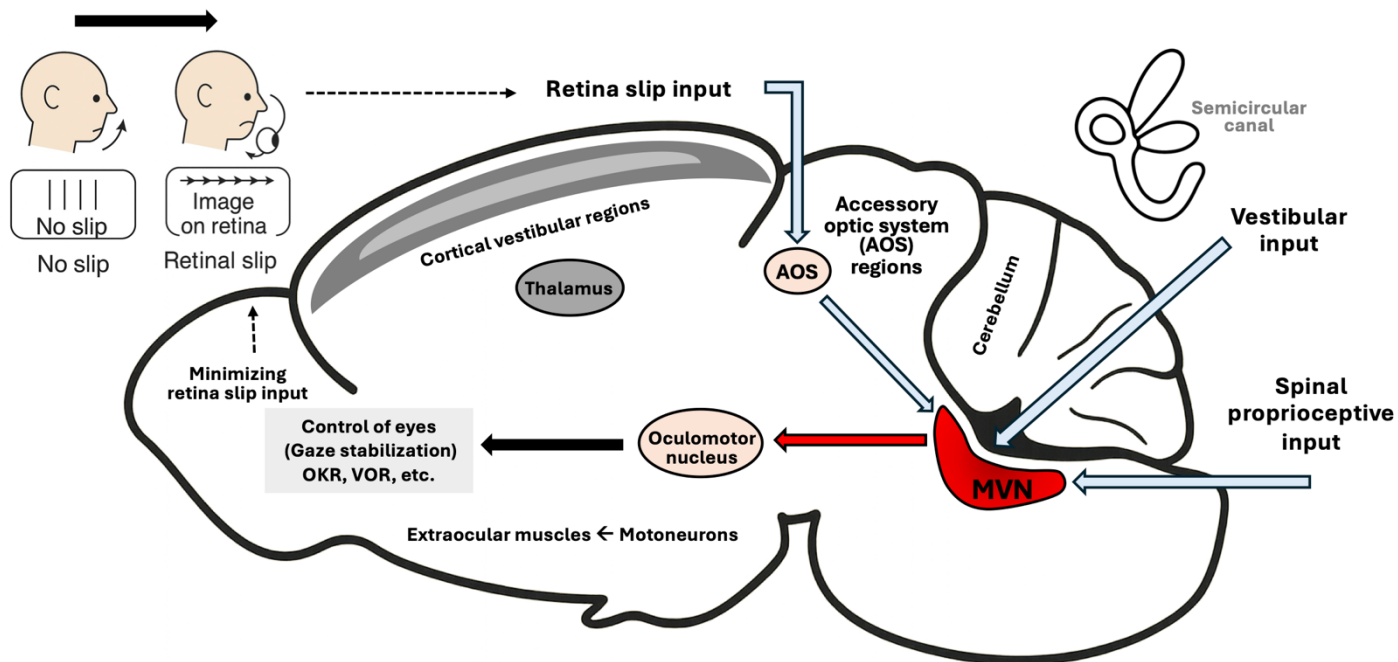 No slip
No slip
Image
on retina
Retinal slip
Retina slip input
Semicircular
canal
Vestibular
input
Accessory
optic system
(AOS)
regions
AOS
Cortical vestibular regions
Thalamus
Cerebellum
Minimizing
retina slip input
Spinal
proprioceptive
input
Control of eyes
(Gaze stabilization)
OKR, VOR, etc.
Oculomotor
nucleus
MVN
Extraocular muscles ← Motoneurons